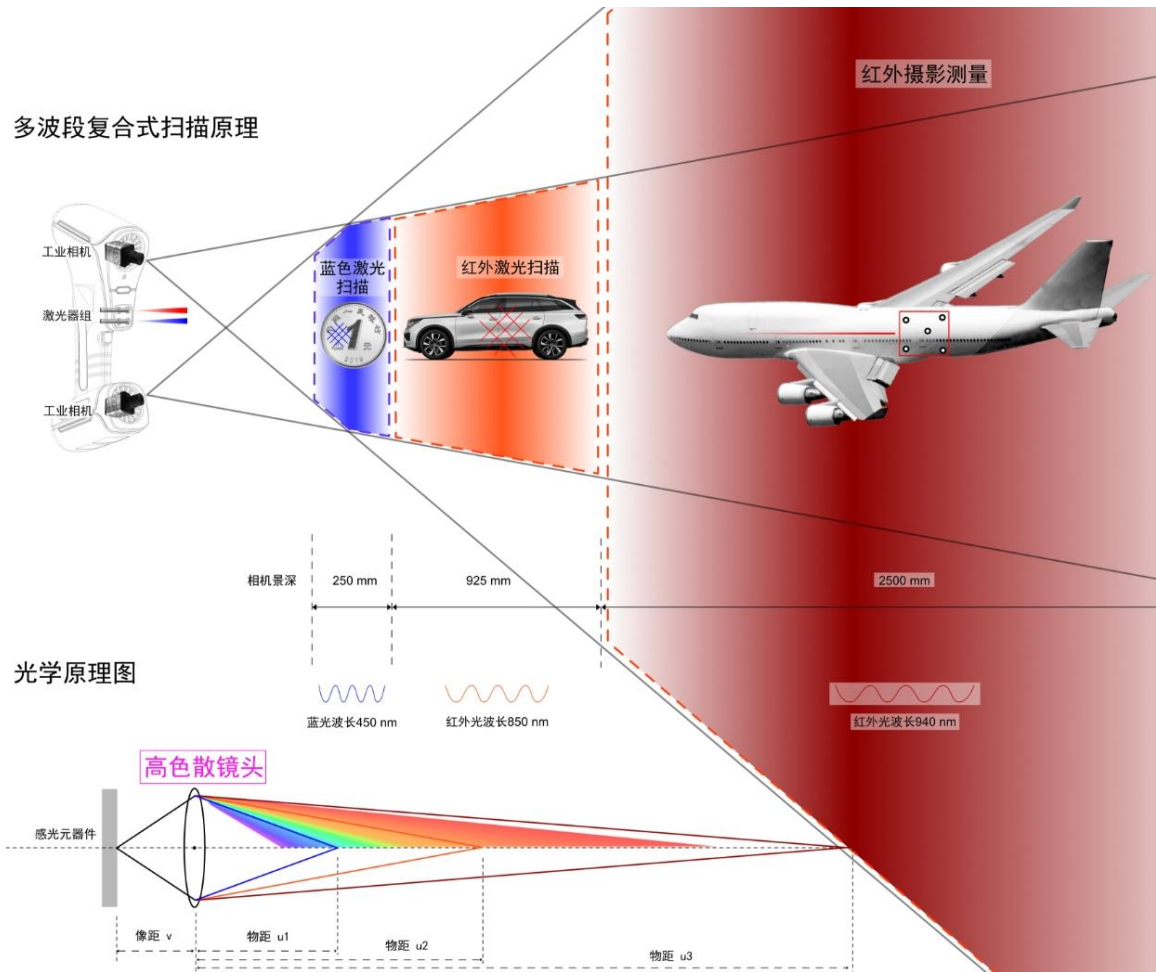 红外摄影测量
多波段复合式扫描原理
工业相机
激光器组
工业相机
蓝色激光
扫描
红外激光扫描
1
元
2019
相机景深
250 mm
925 mm
2500 mm
光学原理图
蓝光波长450 nm
红外光波长850 nm
红外光波长940 nm
高色散镜头
感光元器件
像距 v
物距 u1
物距 u2
物距 u3